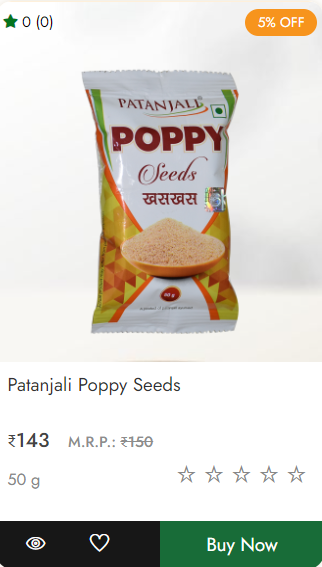 0 (0)
5% OFF
PATANJALI
POPPY
Seeds
खसखस
Patanjali Poppy Seeds
₹143 M.R.P.: ₹150
50 g
Buy Now